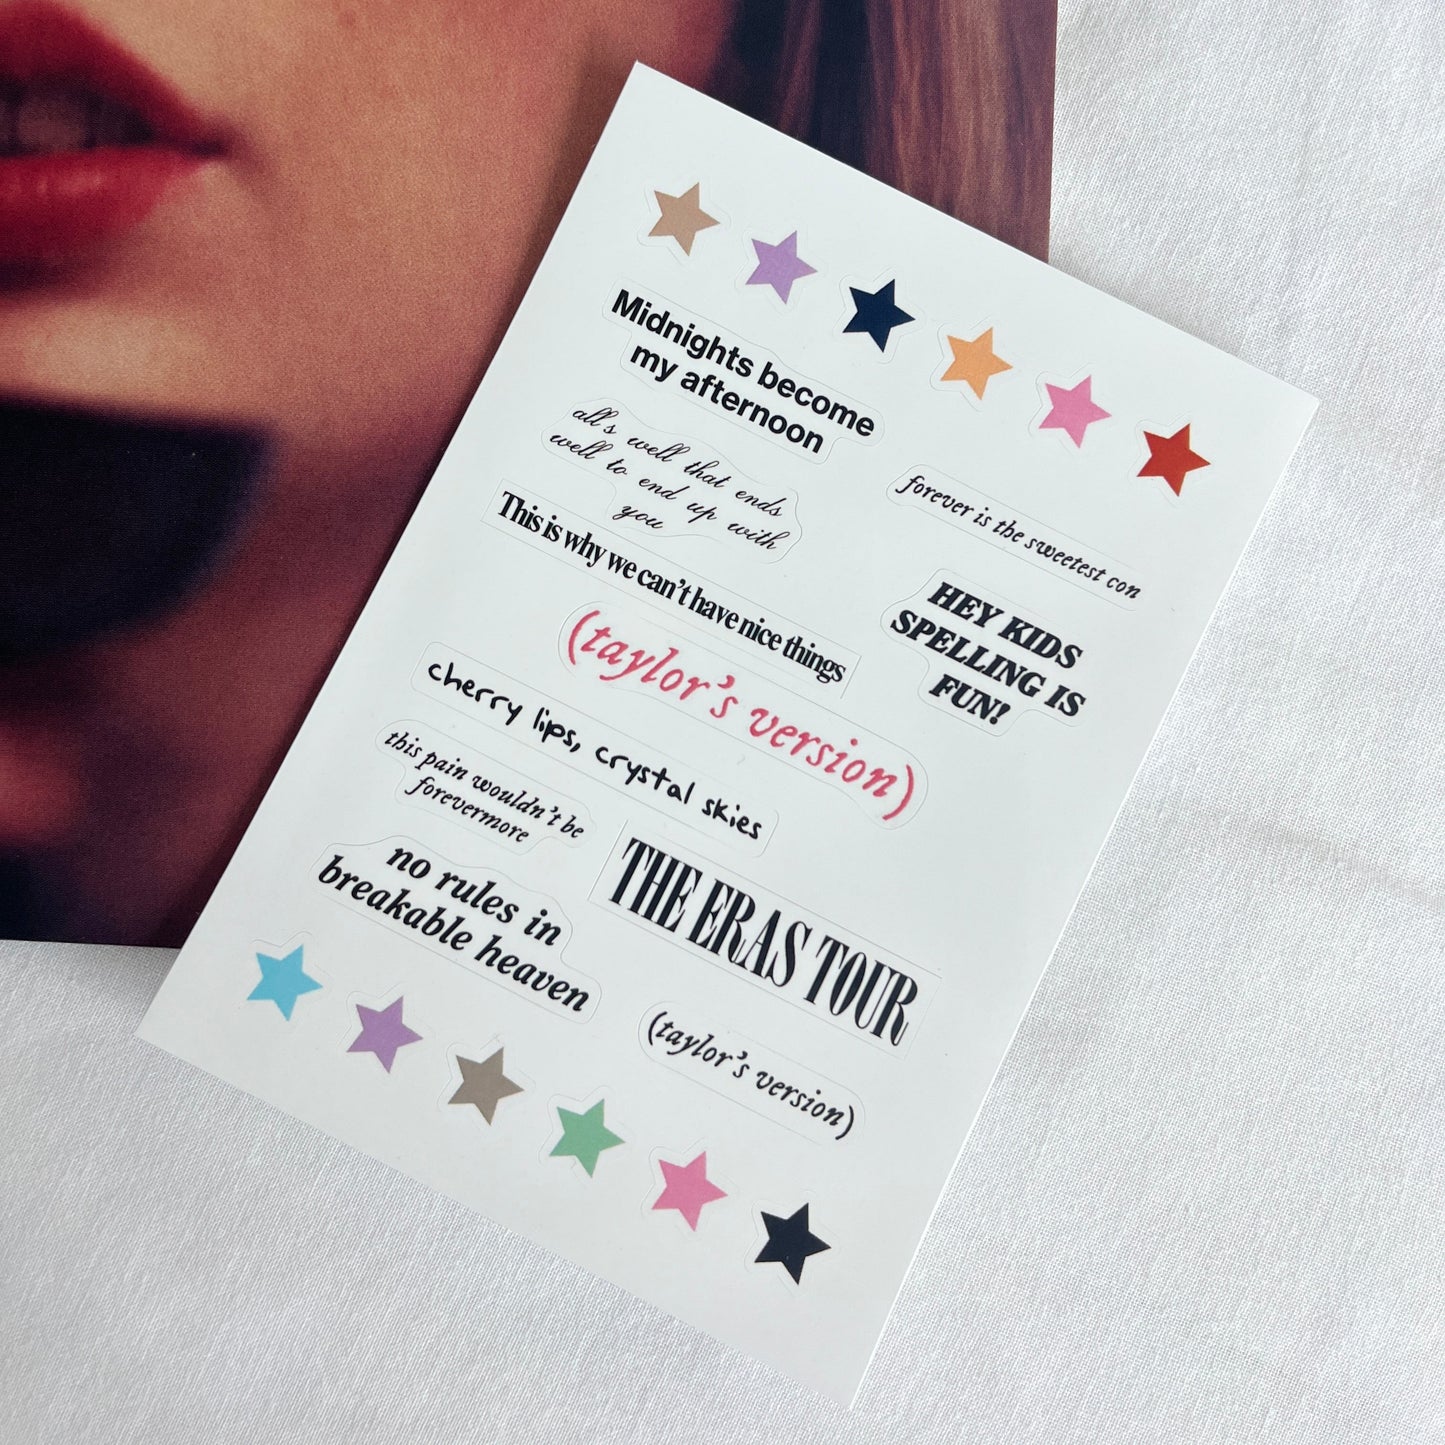 Midnights become
my afternoon
all's well that ends
well to end up with
you
forever is the sweetest con
This is why we can't have nice things
HEY KIDS
SPELLING IS
FUN!
(taylor's version)
cherry lips, crystal skies
this pain wouldn't be
forevermore
THE ERAS TOUR
no rules in
breakable heaven
(taylor's version)